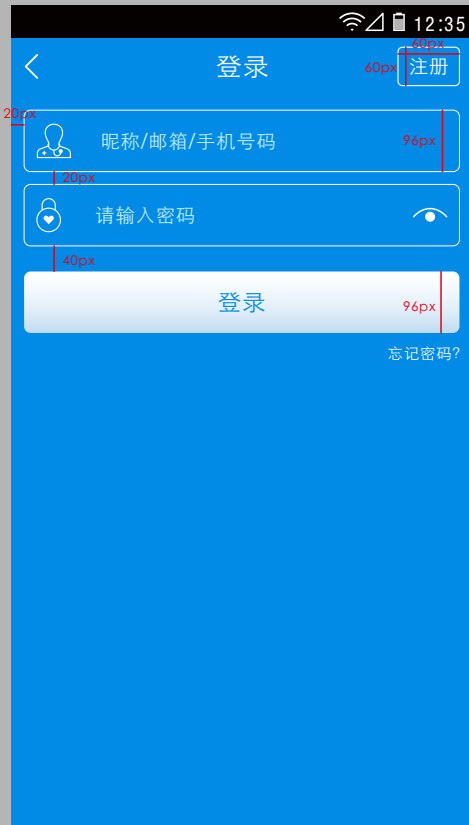 12:35
60px
登录
60px
注册
20px
昵称/邮箱/手机号码
96px
20px
请输入密码
40px
登录
96px
忘记密码?